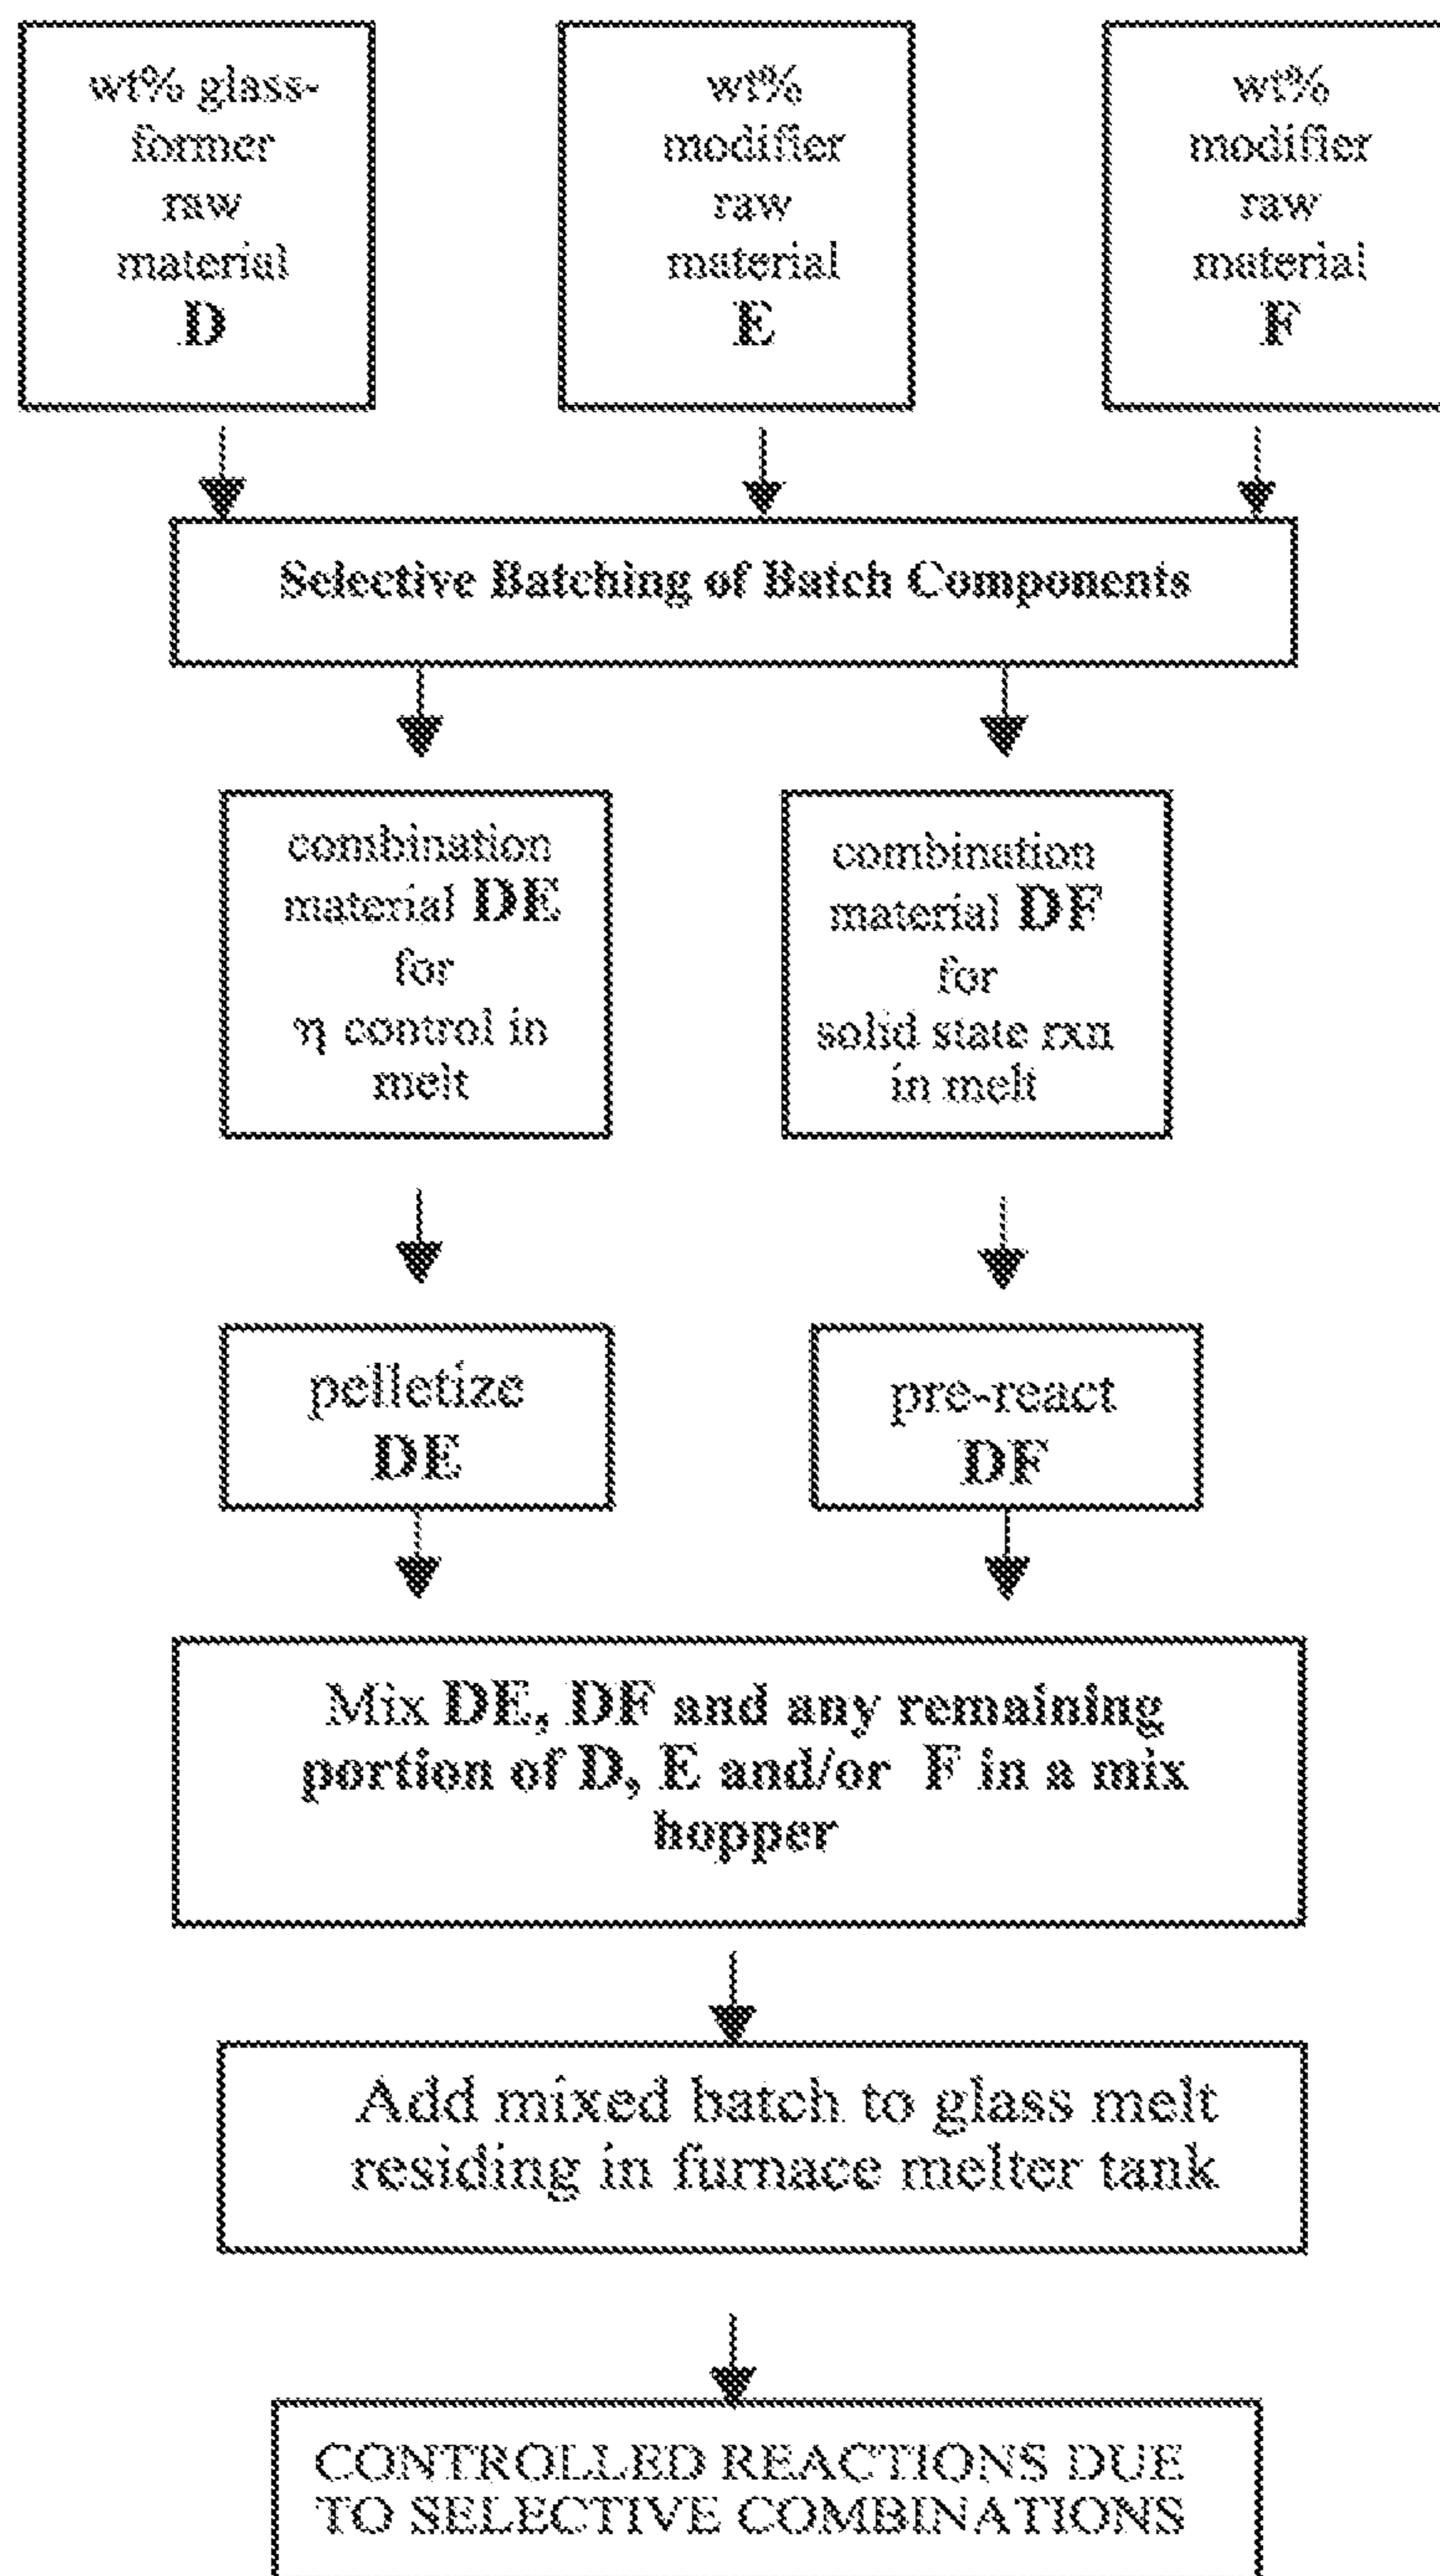 wt% glass-
former
raw
material
D
wt%
modifier
raw
material
E
wt%
modifier
raw
material
F
Selective Batching of Batch Components
combination
material DE
for
η control in
melt
combination
material DF
for
solid state rxn
in melt
pelletize
DE
pre-react
DF
Mix DE, DF and any remaining
portion of D, E and/or F in a mix
hopper
Add mixed batch to glass melt
residing in furnace melter tank
CONTROLLED REACTIONS DUE
TO SELECTIVE COMBINATIONS